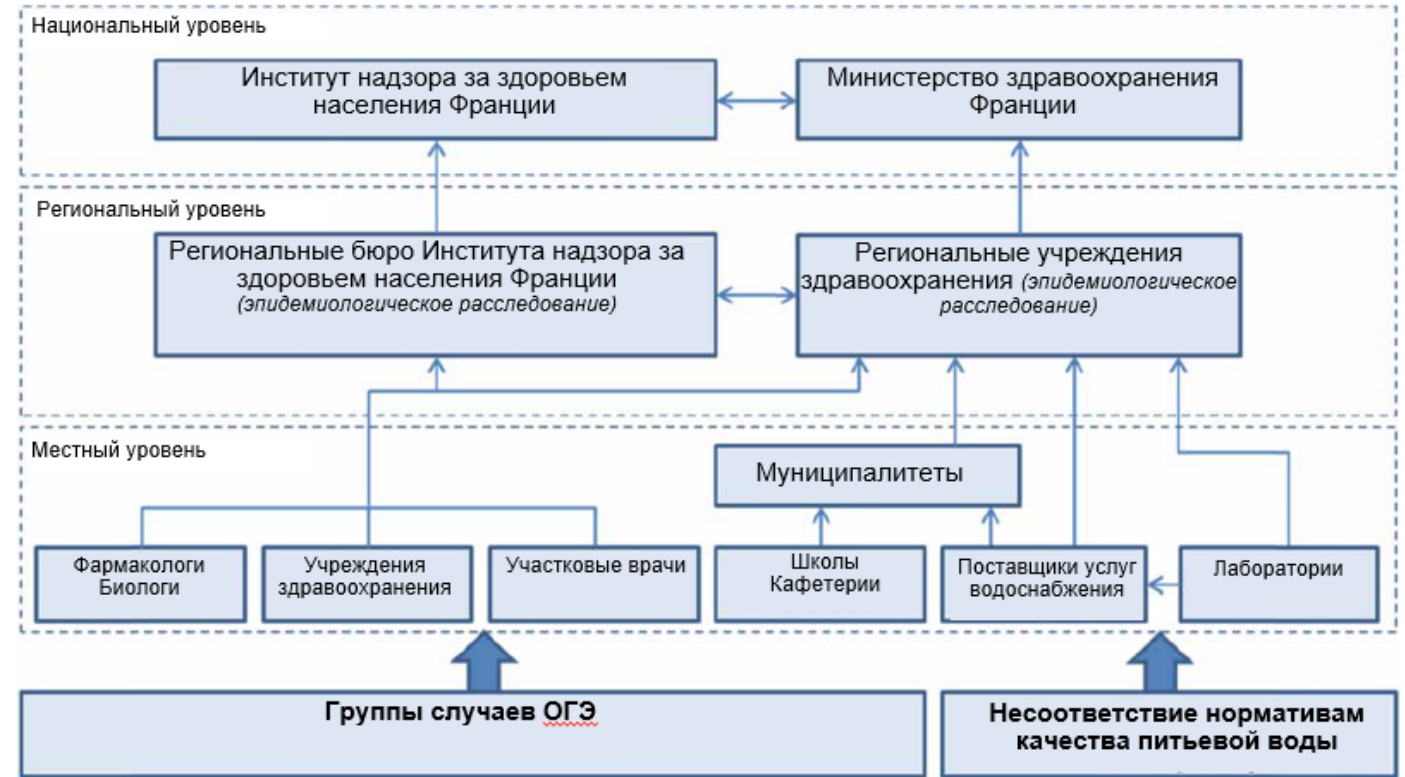 Национальный уровень
Институт надзора за здоровьем
населения Франции
Министерство здравоохранения
Франции
Региональный уровень
Региональные бюро Института надзора за
здоровьем населения Франции
(эпидемиологическое расследование)
Региональные учреждения
здравоохранения (эпидемиологическое
расследование)
Местный уровень
Муниципалитеты
Фармакологи
Биологи
Учреждения
здравоохранения
Участковые врачи
Школы
Кафетерии
Поставщики услуг
водоснабжения
Лаборатории
Группы случаев ОГЭ
Несоответствие нормативам
качества питьевой воды